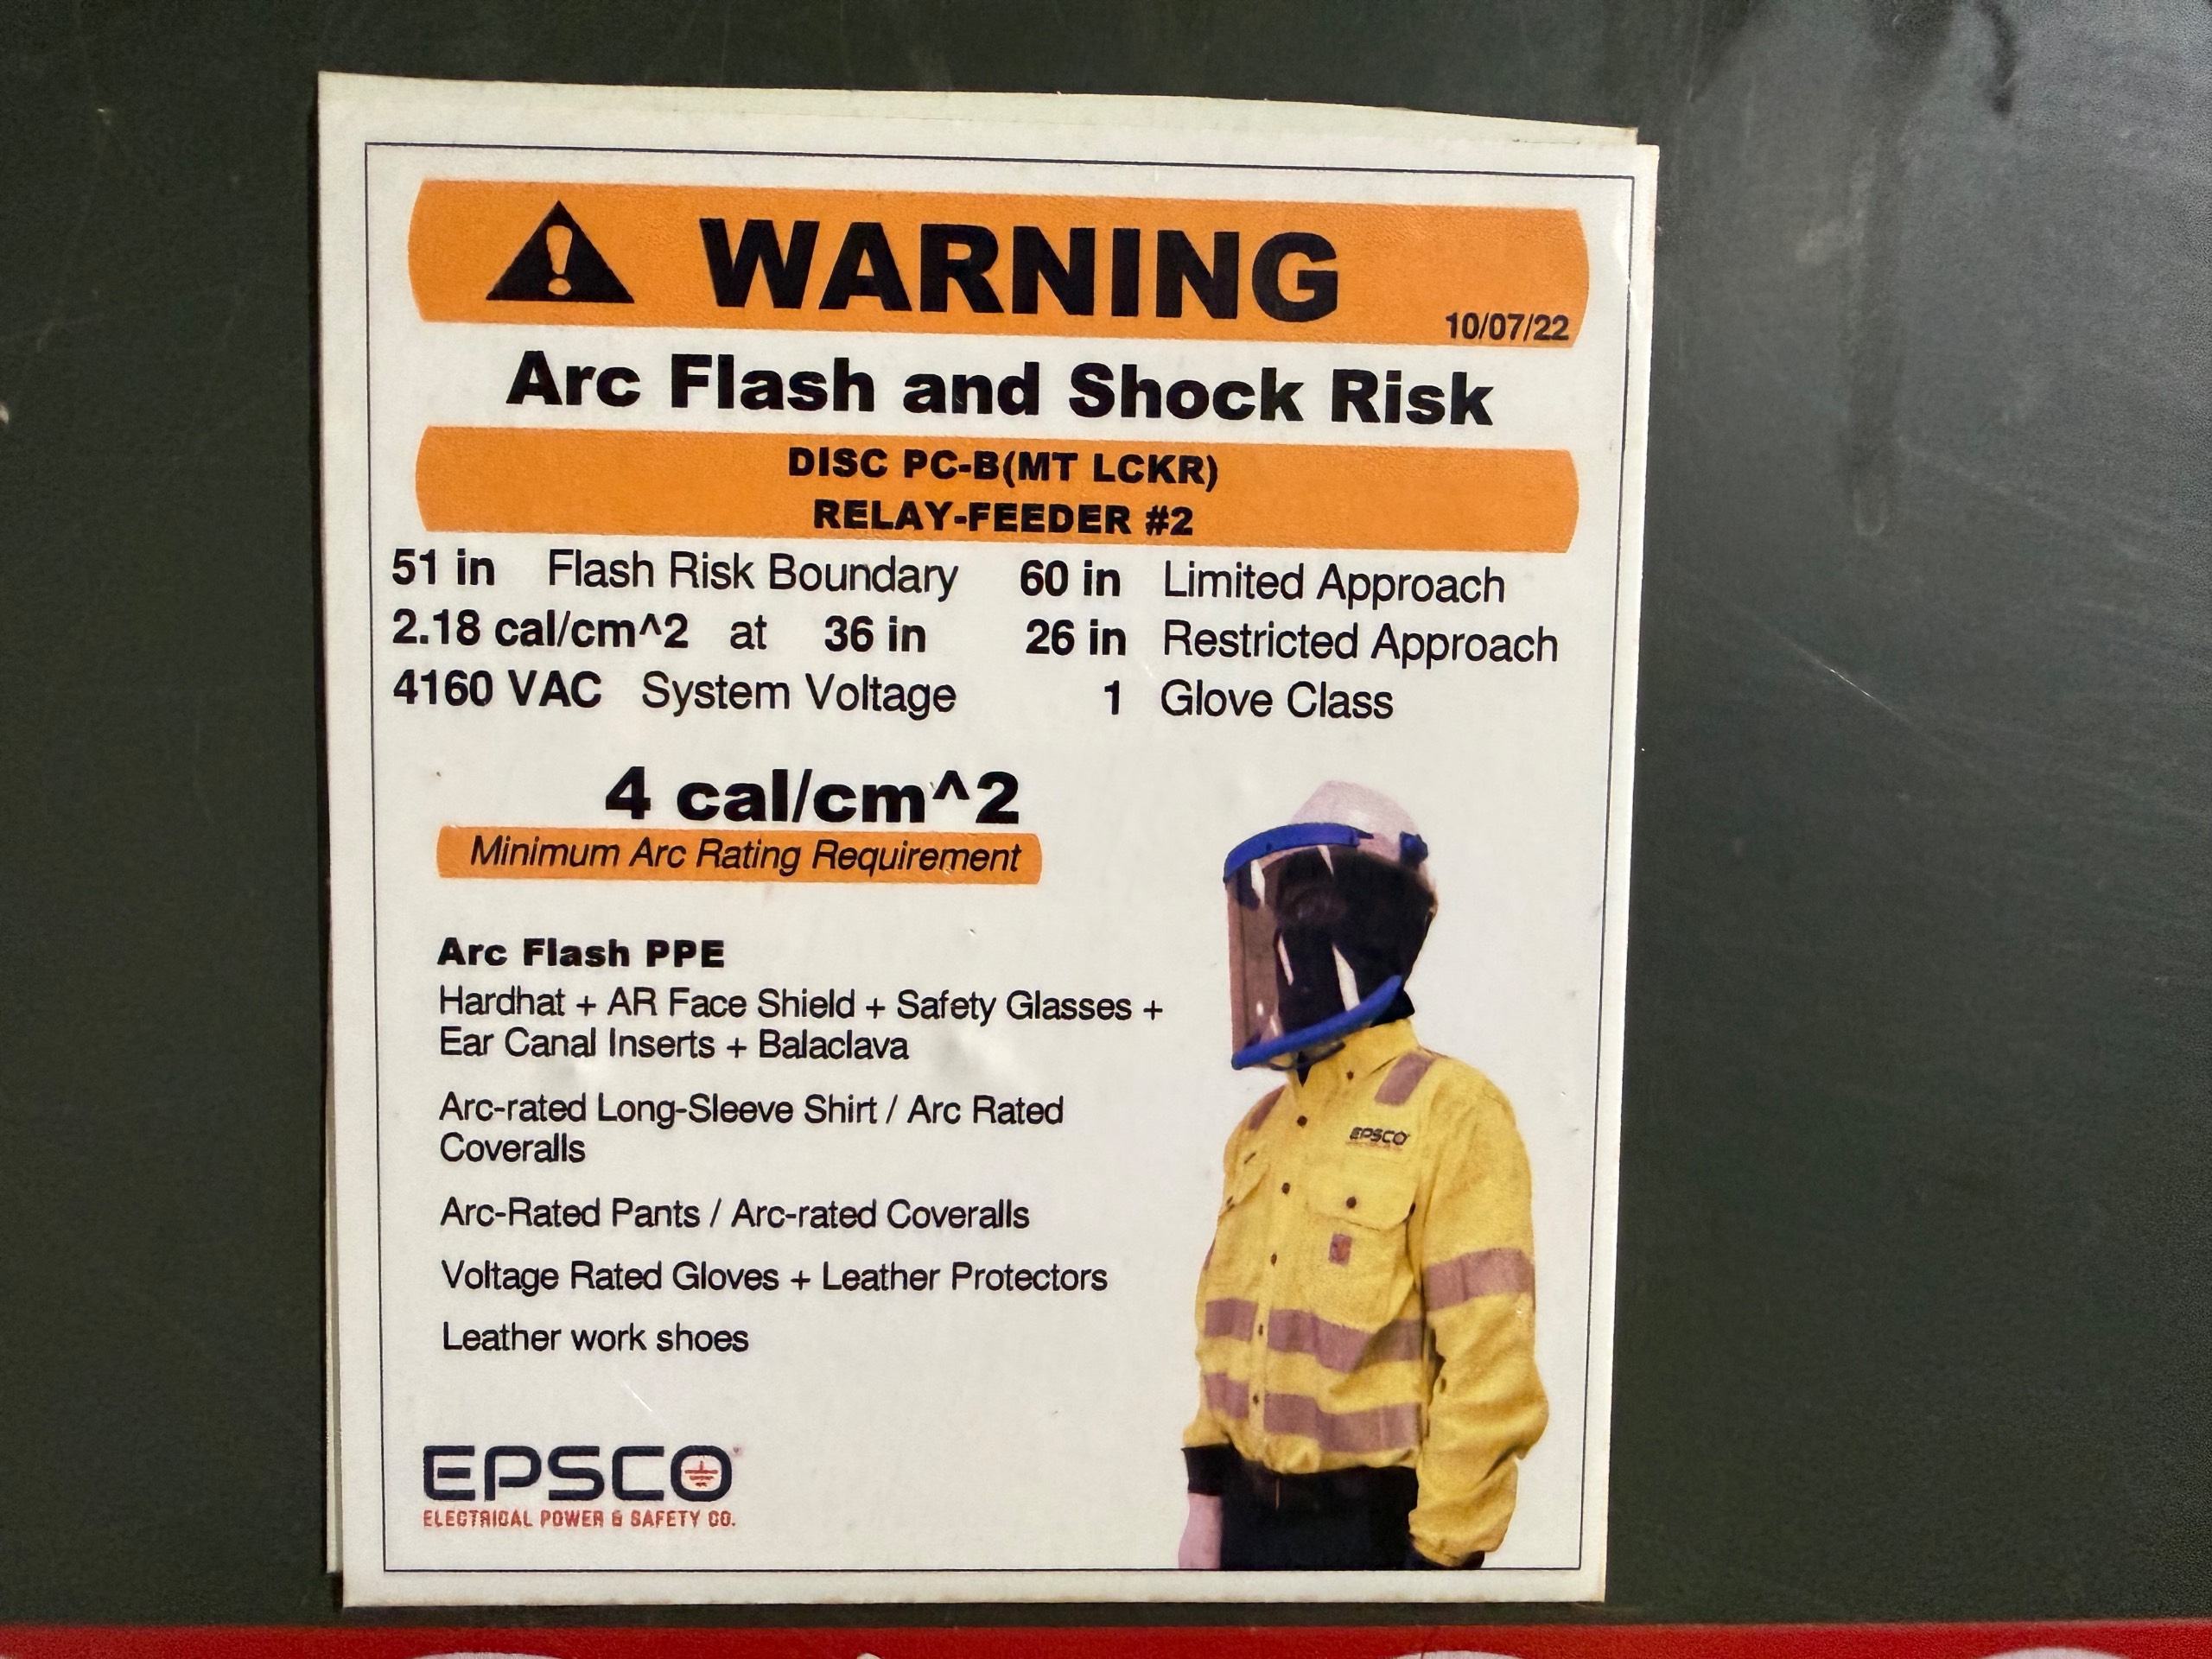 WARNING
10/07/22
Arc Flash and Shock Risk
DISC PC-B(MT LCKR)
RELAY-FEEDER #2
51 in Flash Risk Boundary 60 in Limited Approach
2.18 cal/cm^2 at 36 in 26 in Restricted Approach
4160 VAC System Voltage 1 Glove Class
4 cal/cm^2
Minimum Arc Rating Requirement
Arc Flash PPE
Hardhat + AR Face Shield + Safety Glasses +
Ear Canal Inserts + Balaclava
Arc-rated Long-Sleeve Shirt / Arc Rated
Coveralls
Arc-Rated Pants / Arc-rated Coveralls
Voltage Rated Gloves + Leather Protectors
Leather work shoes
EPSCO
EPSCO
ELECTRICAL POWER & SAFETY CO.